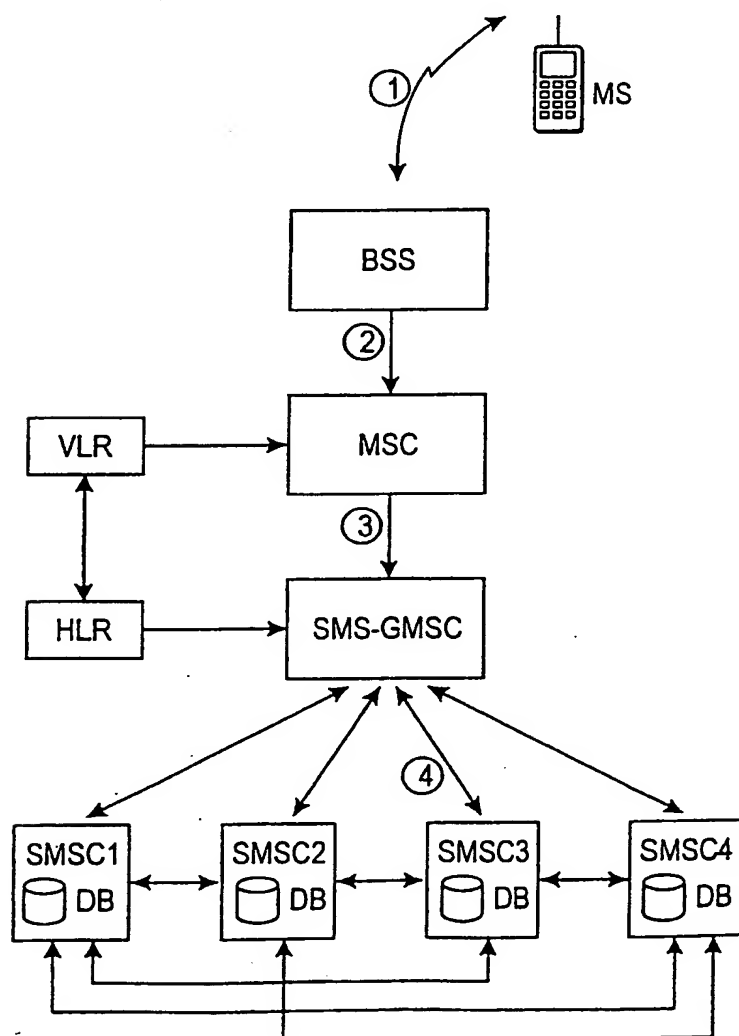 1
MS
BSS
2
VLR
MSC
3
HLR
SMS-GMSC
4
SMSC1
DB
SMSC2
DB
SMSC3
DB
SMSC4
DB